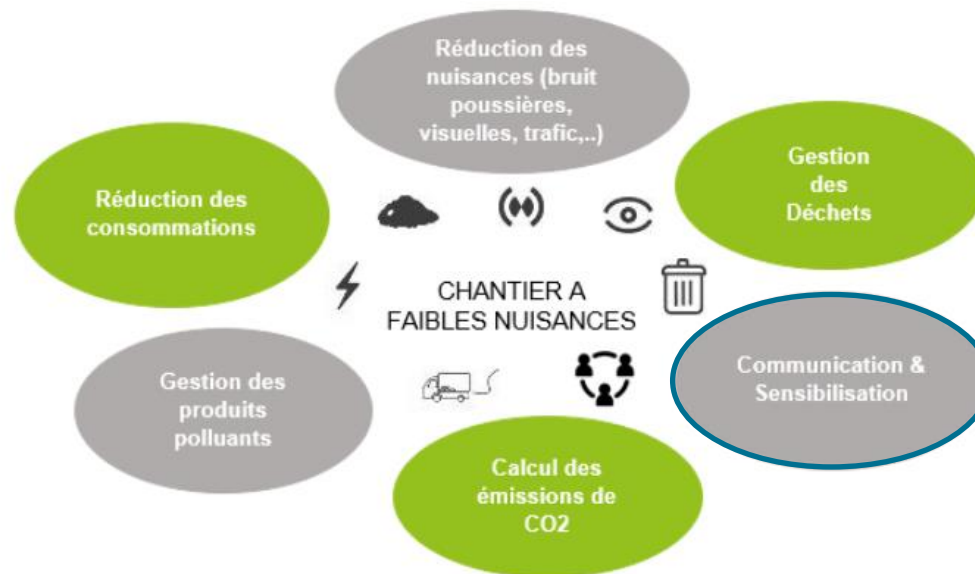 Réduction des
nuisances (bruit
poussières,
visuelles, trafic,..)
Gestion
des
Déchets
Réduction des
consommations
CHANTIER A
FAIBLES NUISANCES
Communication &
Sensibilisation
Gestion des
produits
polluants
Calcul des
émissions de
CO2